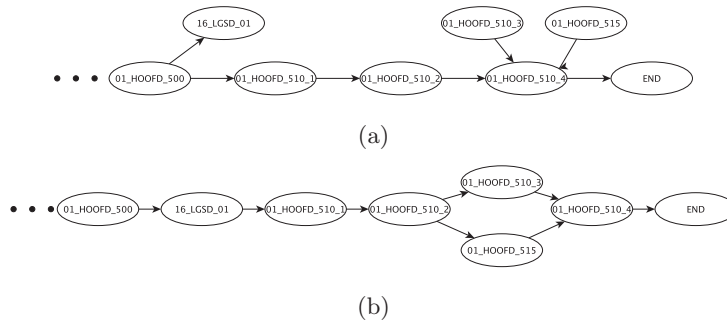 16_LGSD_01 01_HOOFD_510_3 01_HOOFD_515
01_HOOFD_500 01_HOOFD_510_1 01_HOOFD_510_2 01_HOOFD_510_4 END
(a)
01_HOOFD_510_3
01_HOOFD_500 16_LGSD_01 01_HOOFD_510_1 01_HOOFD_510_2 01_HOOFD_510_4 END
01_HOOFD_515
(b)